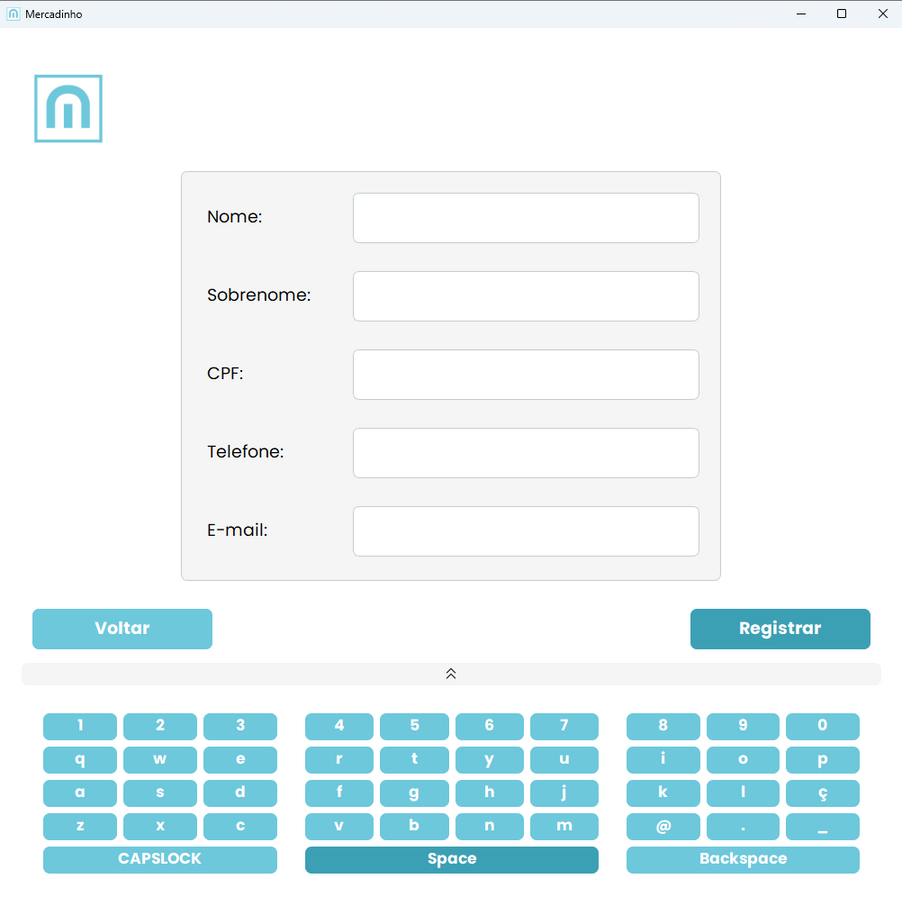 Mercadinho
Nome:
Sobrenome:
CPF:
Telefone:
E-mail:
Voltar
Registrar
1 2 3 4 5 6 7 8 9 0
q w e r t y u i o p
a s d f g h j k l ç
z x c v b n m @ . _
CAPSLOCK Space Backspace